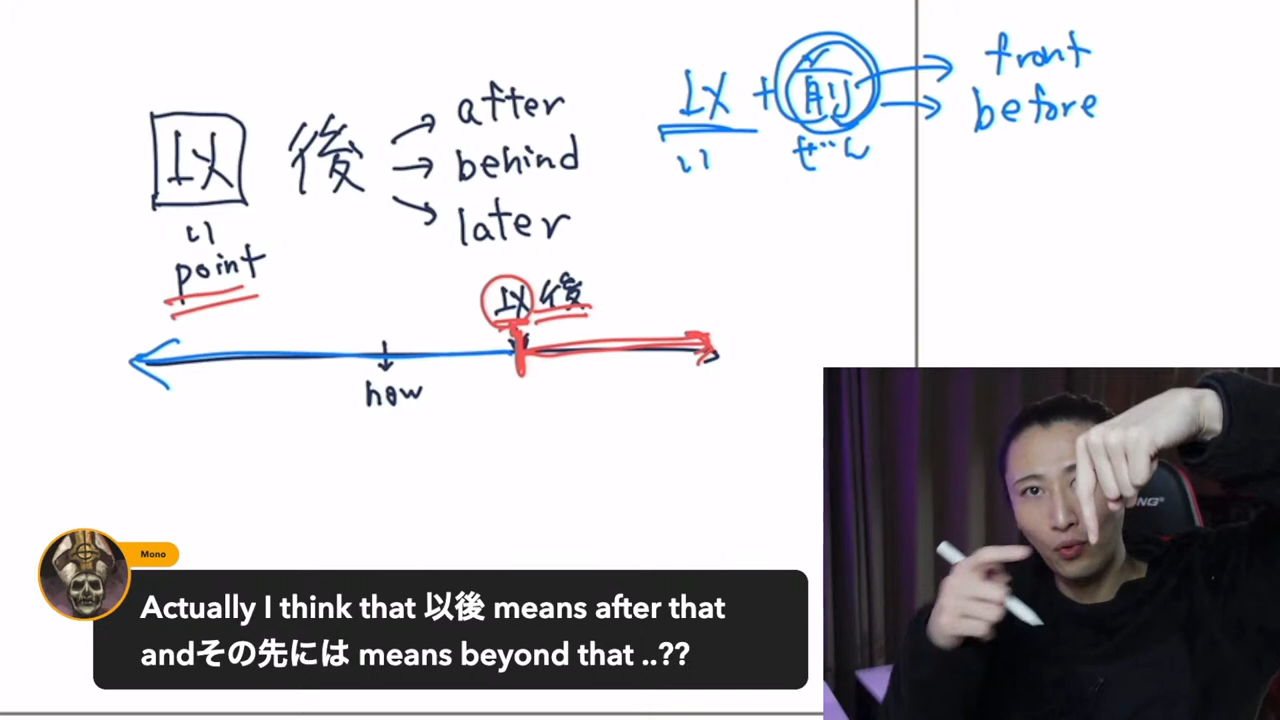 以後
after
behind
later
い
point
以 + 前
い ぜん
front
before
以後
now
NG®
Mono
Actually I think that 以後 means after that
andその先には means beyond that ..??